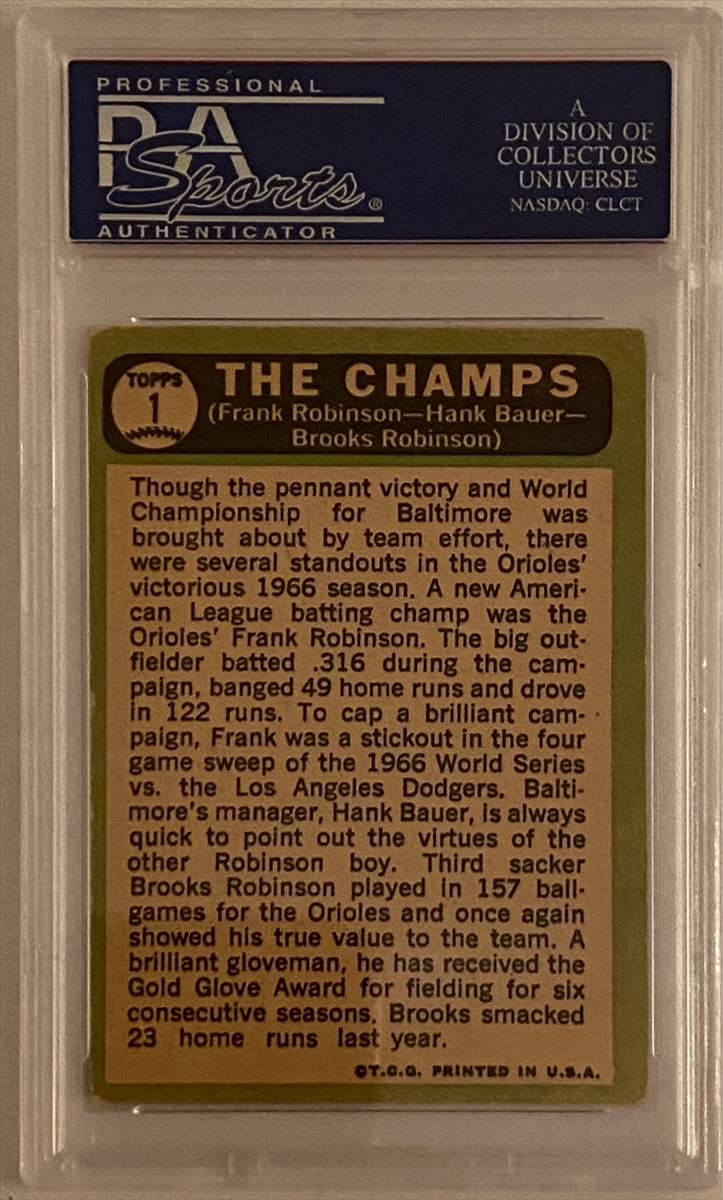 PROFESSIONAL
PSA
Sports®
AUTHENTICATOR
A
DIVISION OF
COLLECTORS
UNIVERSE
NASDAQ: CLCT
TOPPS
1
THE CHAMPS
(Frank Robinson—Hank Bauer—
Brooks Robinson)
Though the pennant victory and World
Championship for Baltimore was
brought about by team effort, there
were several standouts in the Orioles'
victorious 1966 season. A new Ameri-
can League batting champ was the
Orioles' Frank Robinson. The big out-
fielder batted .316 during the cam-
paign, banged 49 home runs and drove
in 122 runs. To cap a brilliant cam-
paign, Frank was a stickout in the four
game sweep of the 1966 World Series
vs. the Los Angeles Dodgers. Balti-
more's manager, Hank Bauer, is always
quick to point out the virtues of the
other Robinson boy. Third sacker
Brooks Robinson played in 157 ball-
games for the Orioles and once again
showed his true value to the team. A
brilliant gloveman, he has received the
Gold Glove Award for fielding for six
consecutive seasons. Brooks smacked
23 home runs last year.
©T.C.G. PRINTED IN U.S.A.